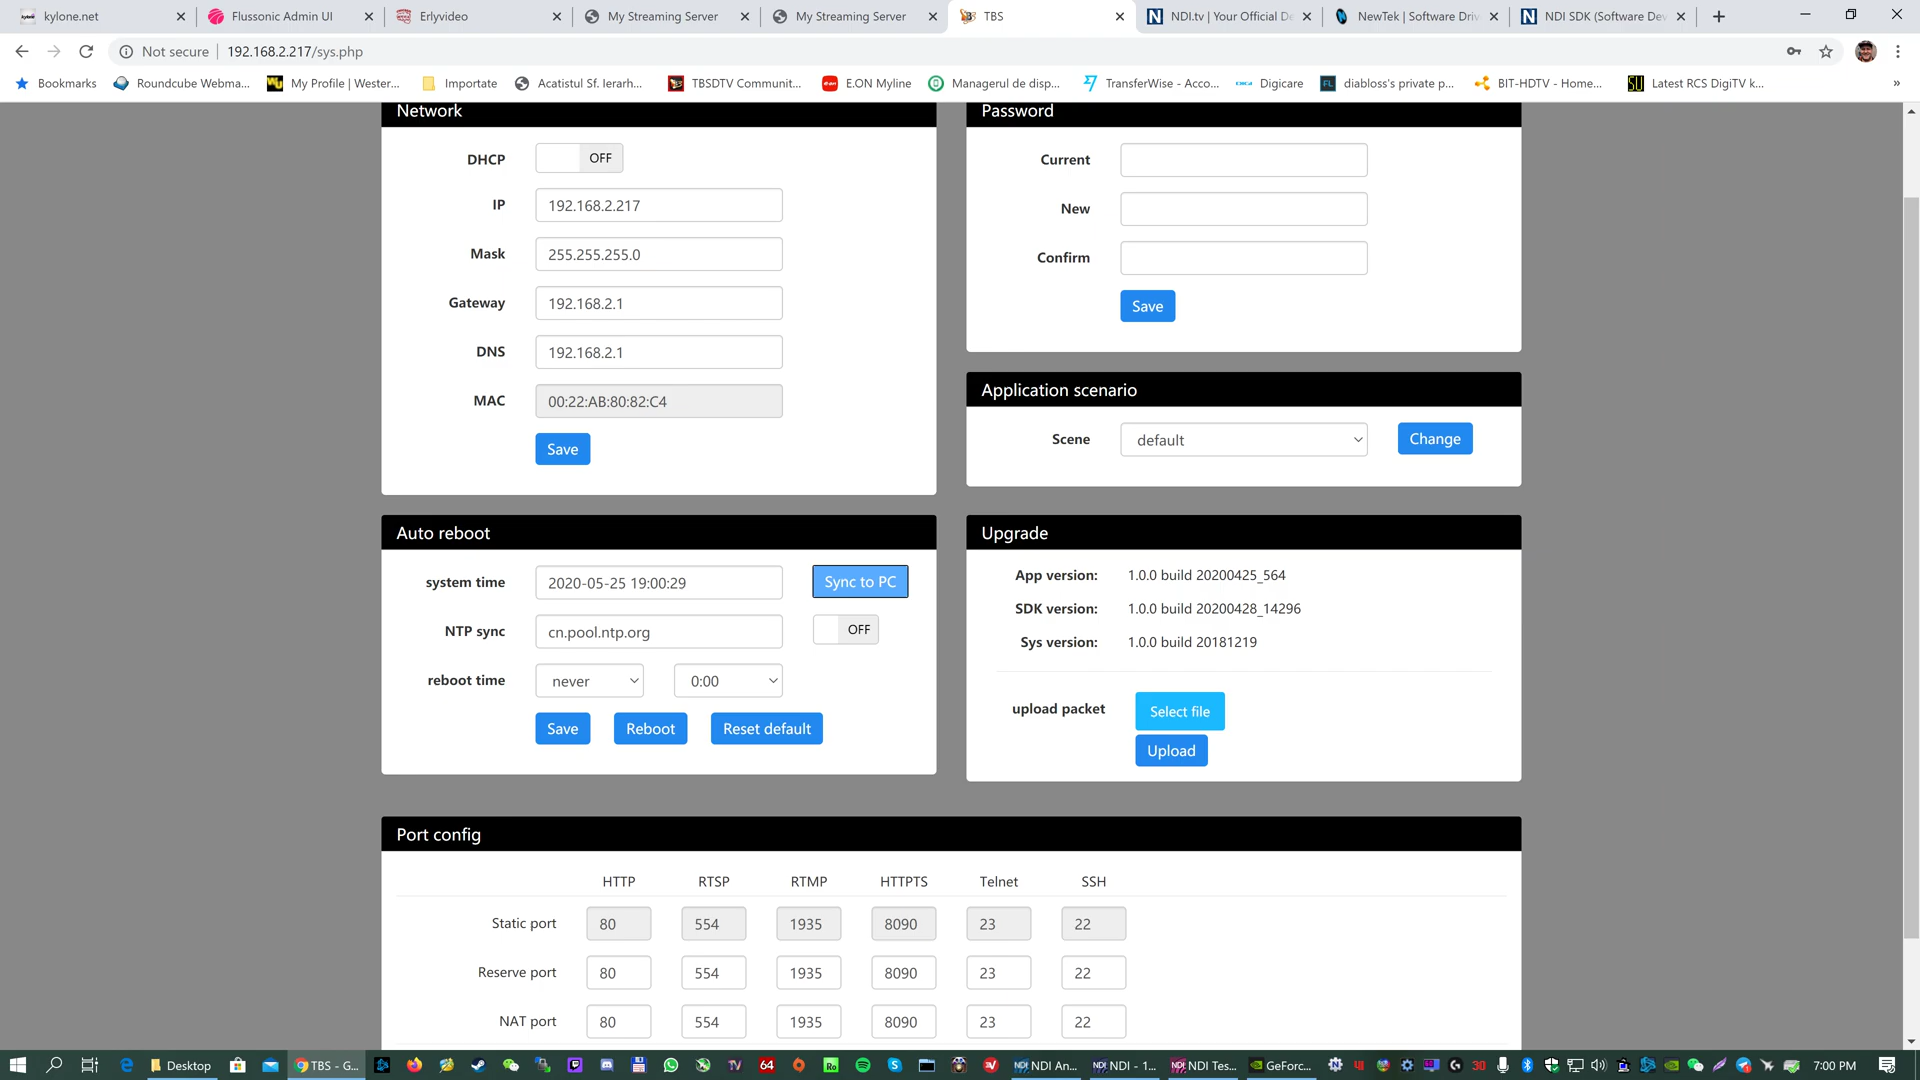 kylone.net
Flussonic Admin UI
Erlyvideo
My Streaming Server
My Streaming Server
TBS
NDI.tv | Your Official De
NewTek | Software Driv
NDI SDK (Software Dev
Not secure
192.168.2.217/sys.php
Bookmarks
Roundcube Webma...
My Profile | Wester...
Importate
Acatistul Sf. Ierarh...
TBSDTV Communit...
E.ON Myline
Managerul de disp...
TransferWise - Acco...
Digicare
diabloss's private p...
BIT-HDTV - Home...
Latest RCS DigiTV k...
»
Network
DHCP
OFF
IP
192.168.2.217
Mask
255.255.255.0
Gateway
192.168.2.1
DNS
192.168.2.1
MAC
00:22:AB:80:82:C4
Save
Password
Current
New
Confirm
Save
Application scenario
Scene
default
Change
Auto reboot
system time
2020-05-25 19:00:29
Sync to PC
NTP sync
cn.pool.ntp.org
OFF
reboot time
never
0:00
Save
Reboot
Reset default
Upgrade
App version:
1.0.0 build 20200425_564
SDK version:
1.0.0 build 20200428_14296
Sys version:
1.0.0 build 20181219
upload packet
Select file
Upload
Port config
HTTP RTSP RTMP HTTPTS Telnet SSH
Static port 80 554 1935 8090 23 22
Reserve port 80 554 1935 8090 23 22
NAT port 80 554 1935 8090 23 22
Desktop
TBS - G...
64
Ro
NDI An...
NDI - 1...
NDI Tes...
GeForc...
30
7:00 PM